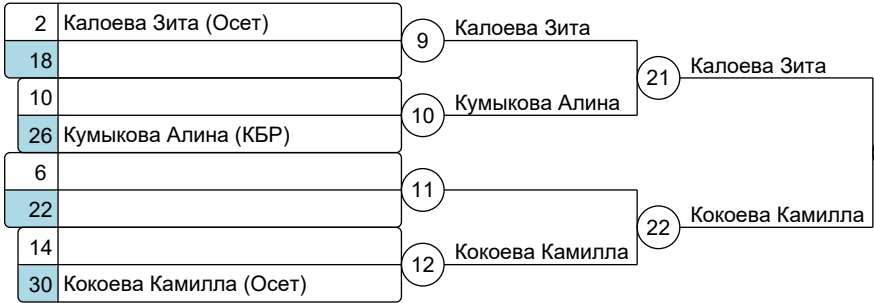 2 Калоева Зита (Осет)
18
9 Калоева Зита
10
26 Кумыкова Алина (КБР)
10 Кумыкова Алина
21 Калоева Зита
6
22
11
14
30 Кокоева Камилла (Осет)
12 Кокоева Камилла
22 Кокоева Камилла